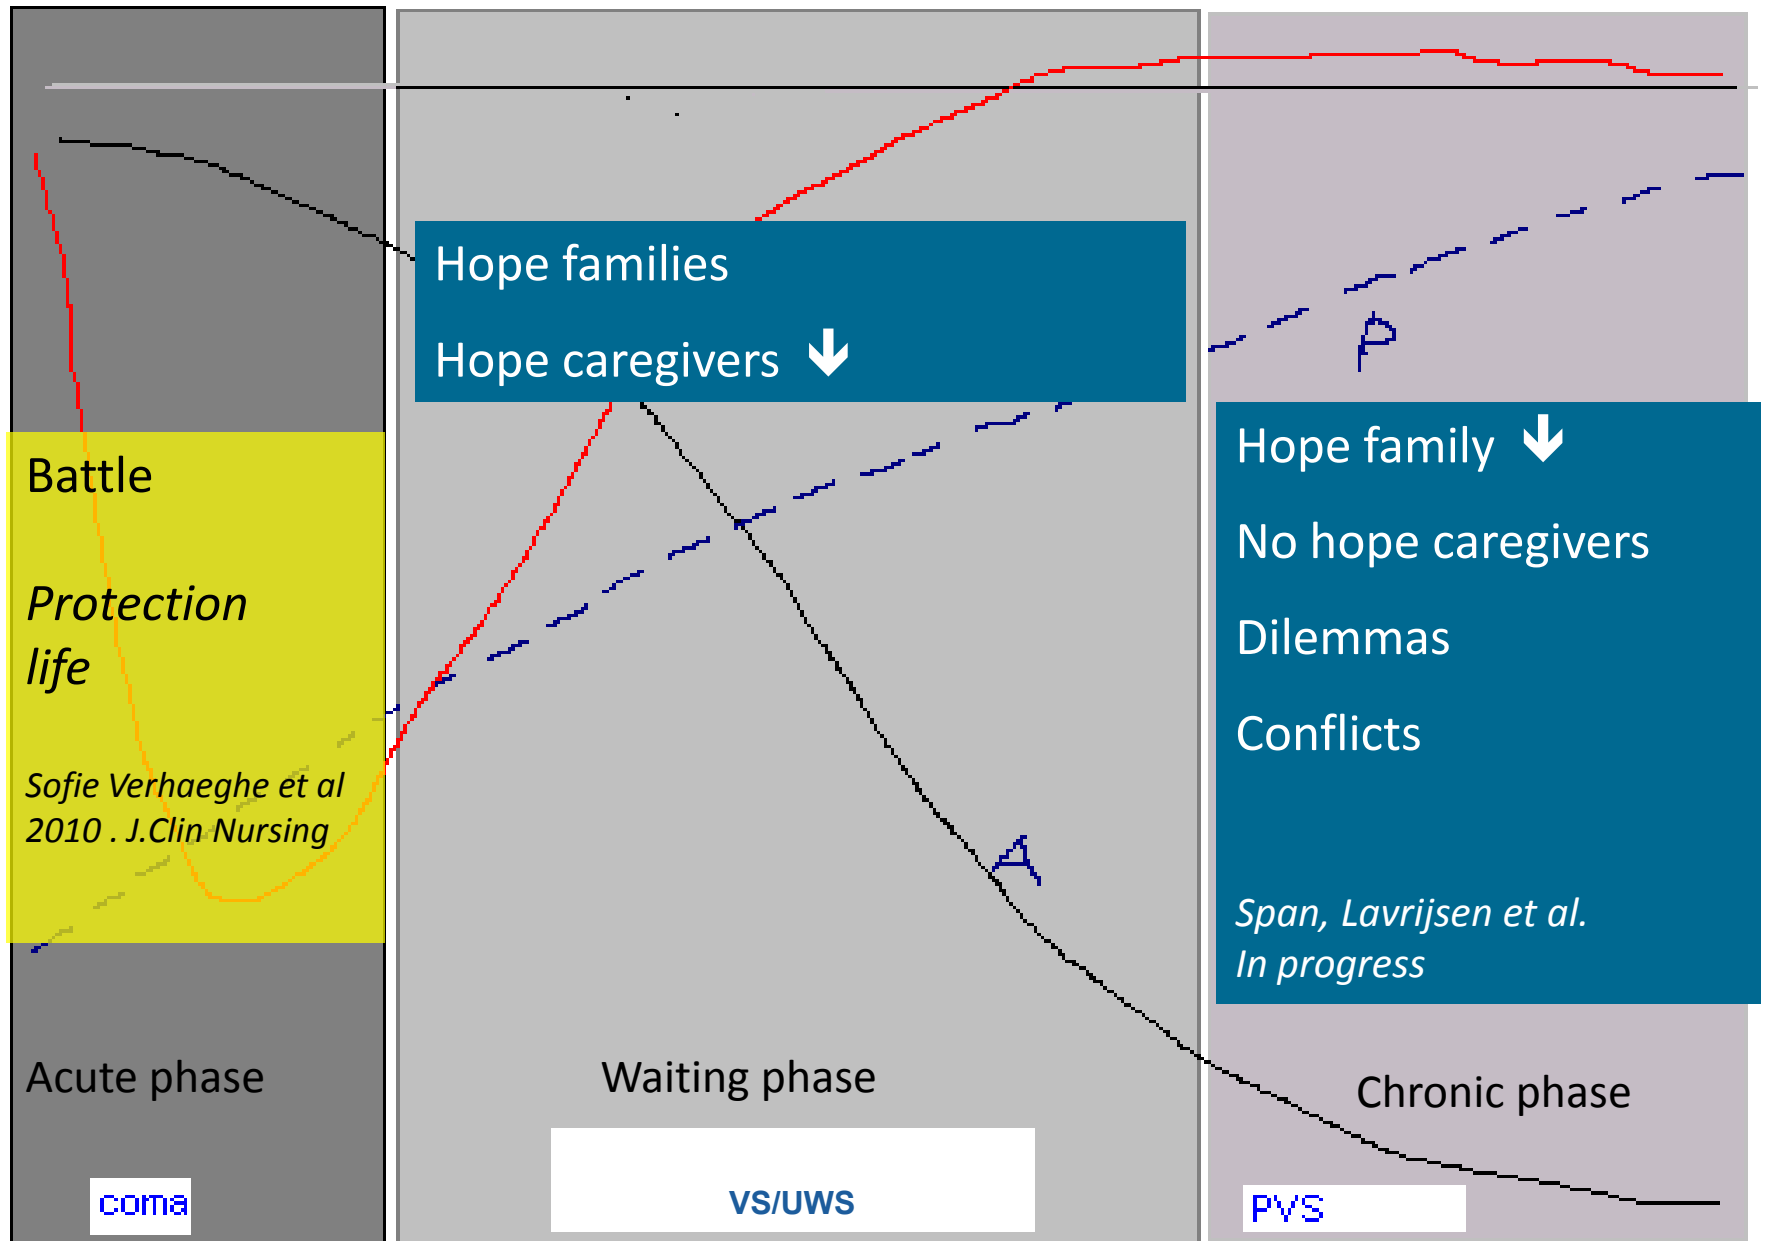 Battle
Protection
life
Sofie Verhaeghe et al
2010 . J.Clin Nursing
Acute phase
coma
Hope families
Hope caregivers ↓
A
Waiting phase
VS/UWS
P
Hope family ↓
No hope caregivers
Dilemmas
Conflicts
Span, Lavrijsen et al.
In progress
Chronic phase
PVS